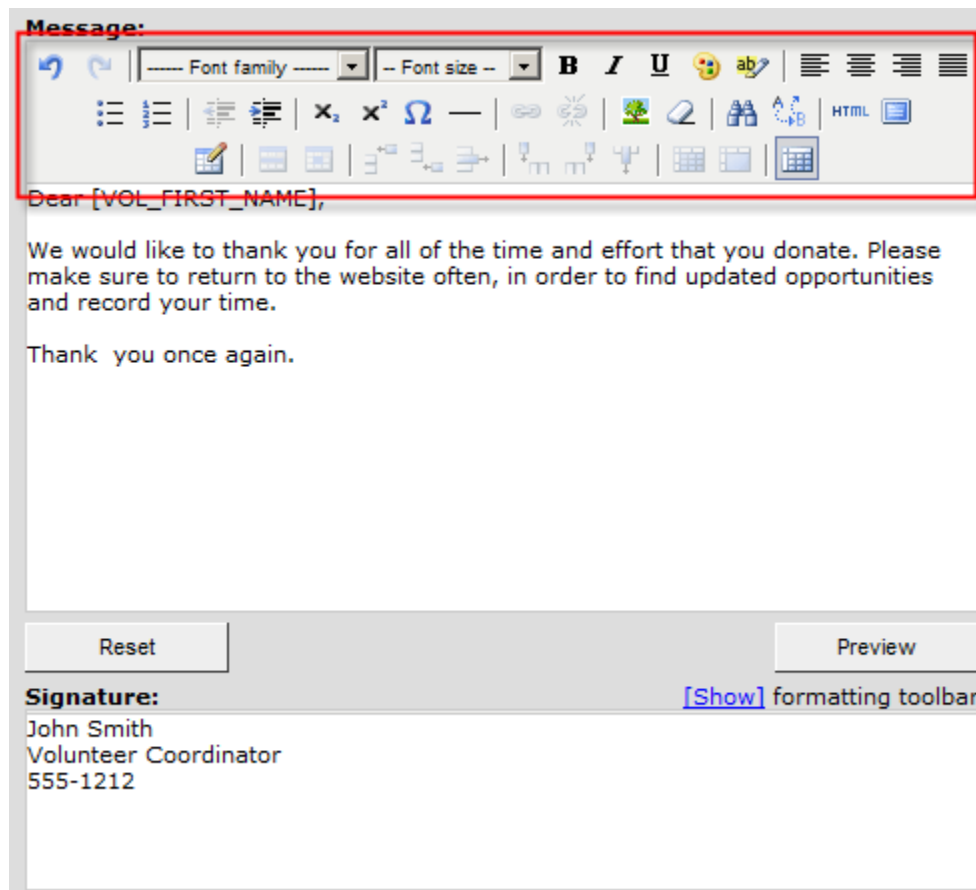 Message:
------ Font family ------ -- Font size -- B I U ab
X₂ x² Ω — A B HTML
Dear [VOL_FIRST_NAME],
We would like to thank you for all of the time and effort that you donate. Please
make sure to return to the website often, in order to find updated opportunities
and record your time.
Thank  you once again.
Reset Preview
Signature: [Show] formatting toolbar
John Smith
Volunteer Coordinator
555-1212